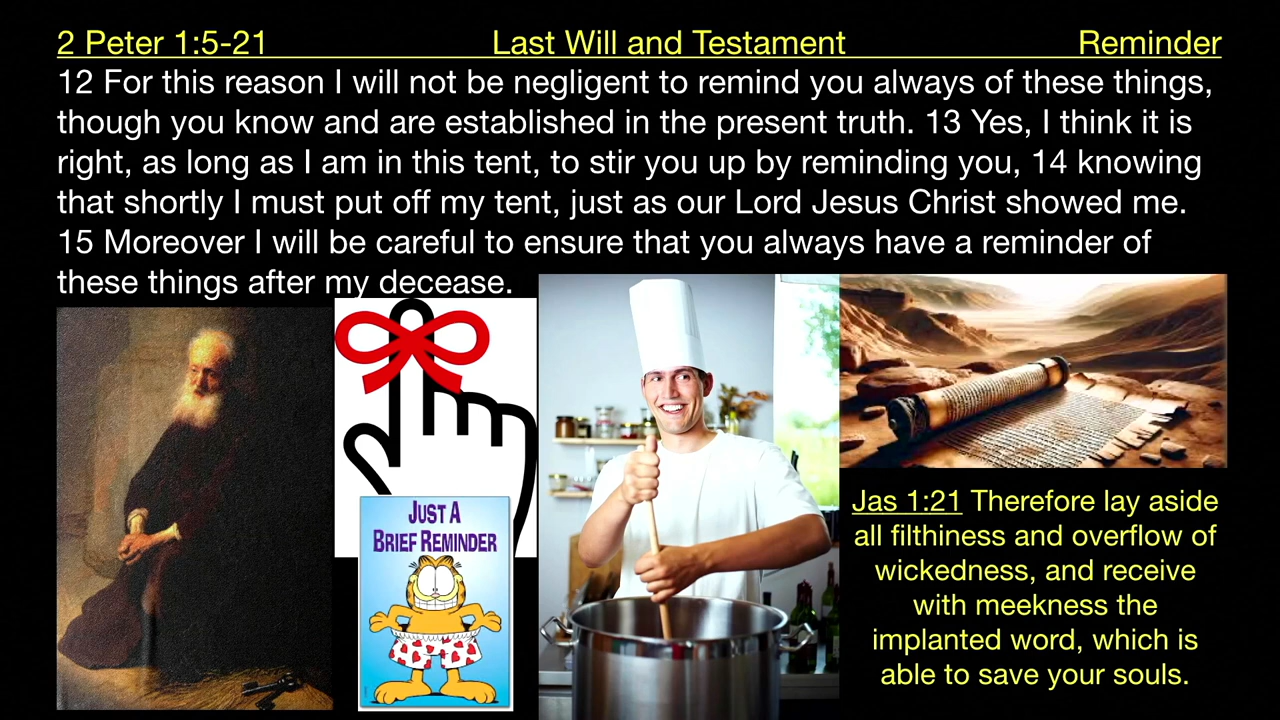 2 Peter 1:5-21 Last Will and Testament Reminder
12 For this reason I will not be negligent to remind you always of these things,
though you know and are established in the present truth. 13 Yes, I think it is
right, as long as I am in this tent, to stir you up by reminding you, 14 knowing
that shortly I must put off my tent, just as our Lord Jesus Christ showed me.
15 Moreover I will be careful to ensure that you always have a reminder of
these things after my decease.
JUST A
BRIEF REMINDER
Jas 1:21 Therefore lay aside
all filthiness and overflow of
wickedness, and receive
with meekness the
implanted word, which is
able to save your souls.